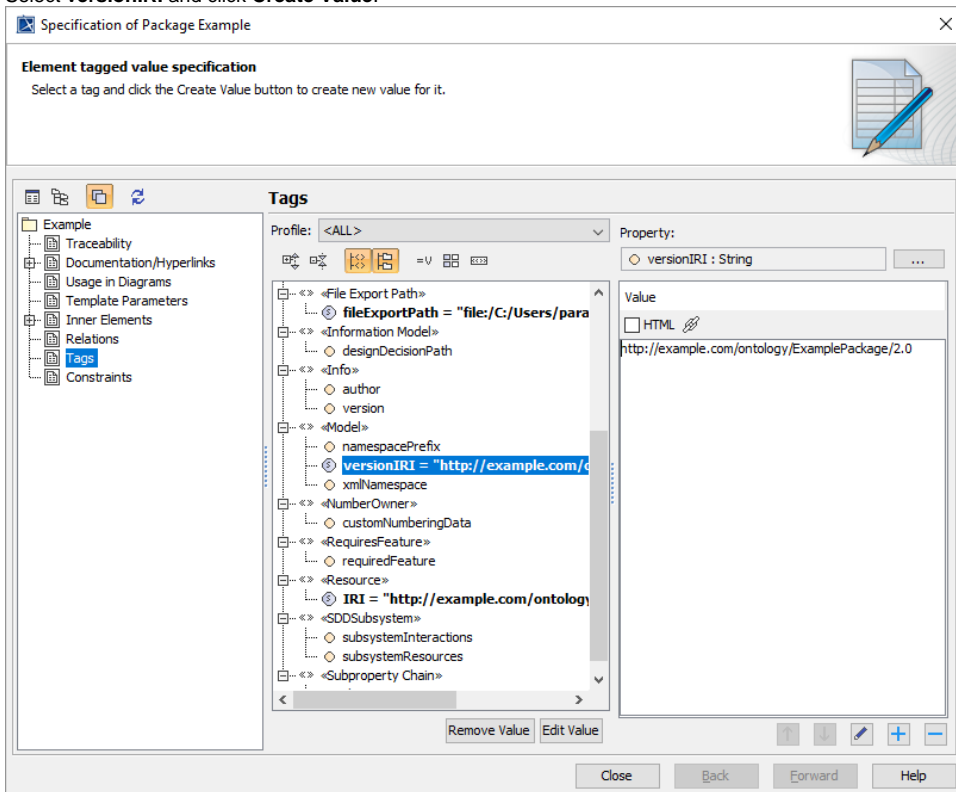 Select versionIRI and click Create Value.
Specification of Package Example
Element tagged value specification
Select a tag and click the Create Value button to create new value for it.
Example
Traceability
Documentation/Hyperlinks
Usage in Diagrams
Template Parameters
Inner Elements
Relations
Tags
Constraints
Tags
Profile: <ALL>
=V
«File Export Path»
fileExportPath = "file:/C:/Users/para
«Information Model»
designDecisionPath
«Info»
author
version
«Model»
namespacePrefix
versionIRI = "http://example.com/o
xmlNamespace
«NumberOwner»
customNumberingData
«RequiresFeature»
requiredFeature
«Resource»
IRI = "http://example.com/ontology
«SDDSubsystem»
subsystemInteractions
subsystemResources
«Subproperty Chain»
Remove Value Edit Value
Property:
versionIRI : String ...
Value
HTML
http://example.com/ontology/ExamplePackage/2.0
Close Back Forward Help